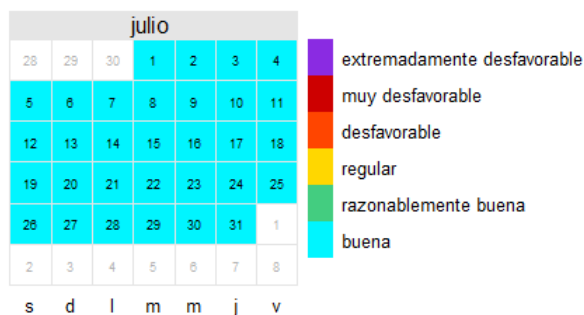 julio
28 29 30 1 2 3 4
5 6 7 8 9 10 11
12 13 14 15 16 17 18
19 20 21 22 23 24 25
26 27 28 29 30 31 1
2 3 4 5 6 7 8
s d l m m j v
extremadamente desfavorable
muy desfavorable
desfavorable
regular
razonablemente buena
buena